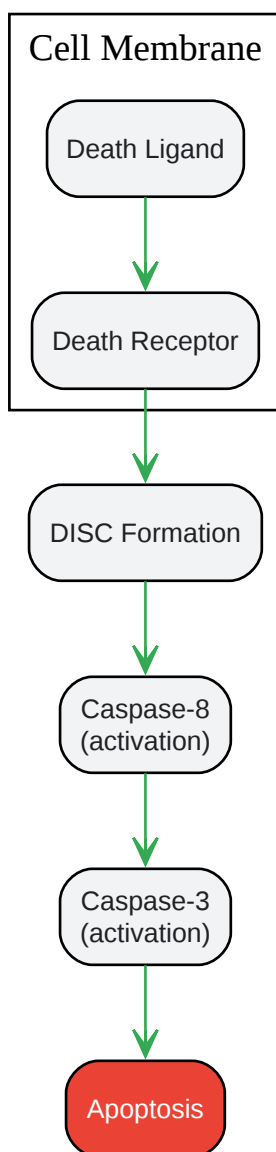 Cell Membrane
Death Ligand
Death Receptor
DISC Formation
Caspase-8
(activation)
Caspase-3
(activation)
Apoptosis